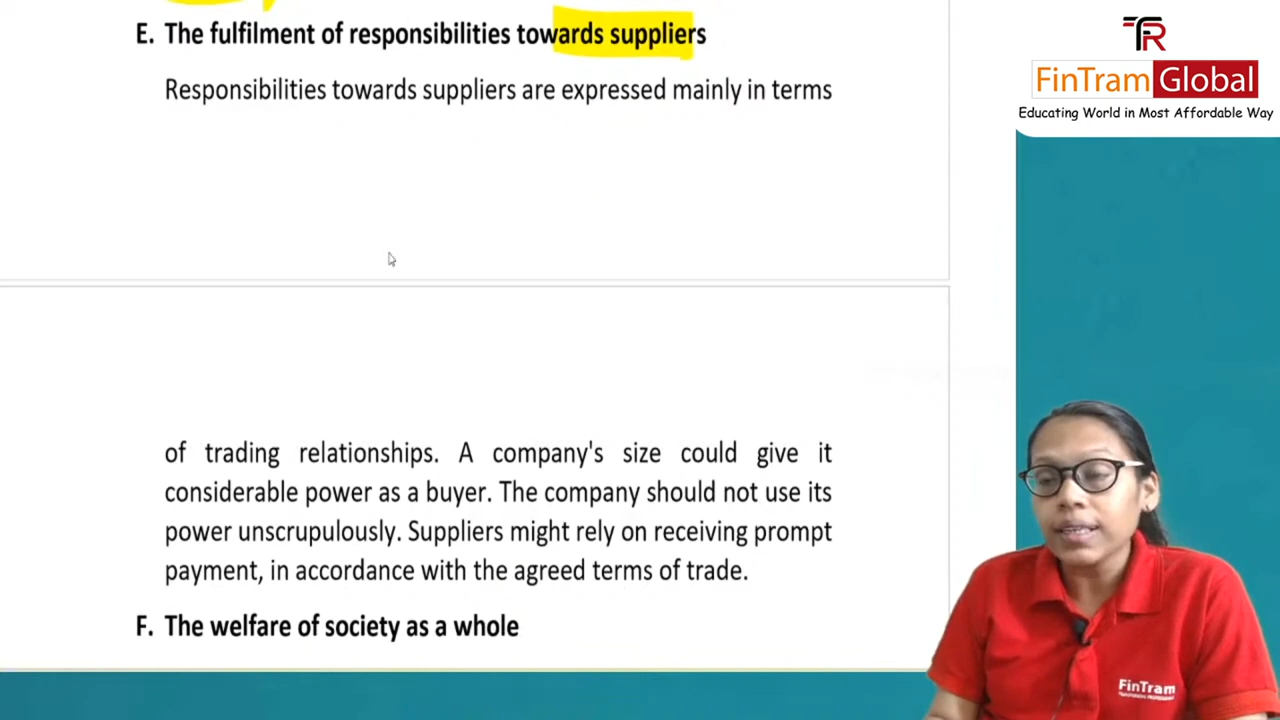 E. The fulfilment of responsibilities towards suppliers
Responsibilities towards suppliers are expressed mainly in terms
of trading relationships. A company's size could give it
considerable power as a buyer. The company should not use its
power unscrupulously. Suppliers might rely on receiving prompt
payment, in accordance with the agreed terms of trade.
F. The welfare of society as a whole
FinTram Global
Educating World in Most Affordable Way
FinTram